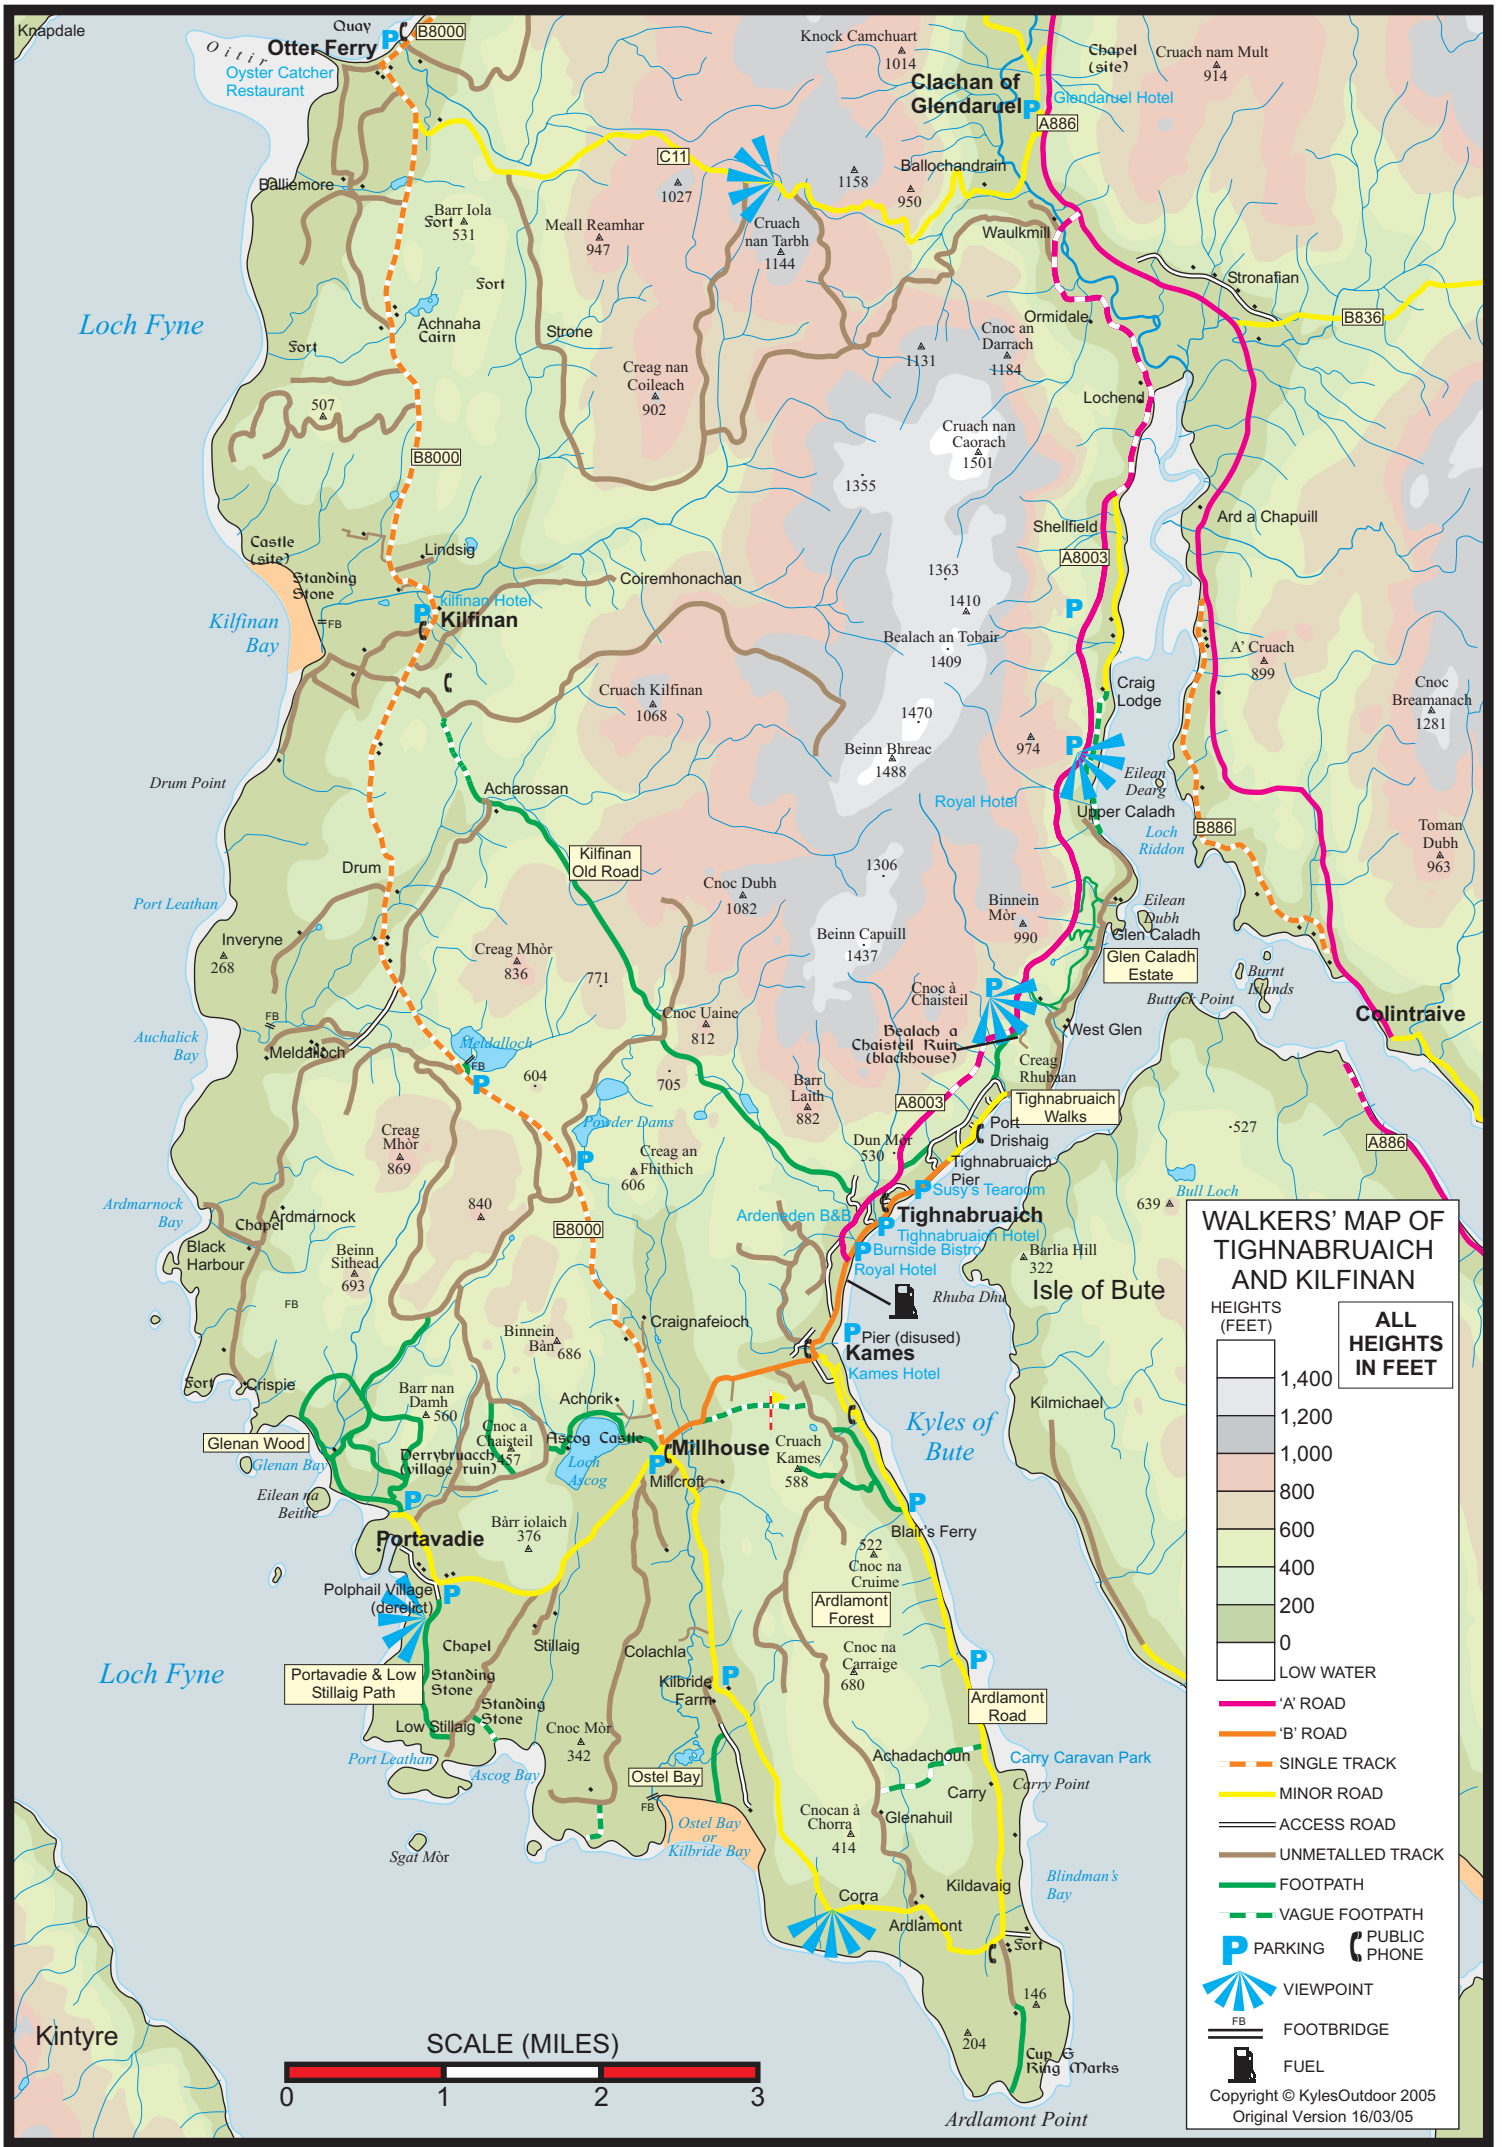 Knapdale
Quay
Otter Ferry
B8000
Oitir
Oyster Catcher
Restaurant
Knock Camchuart
1014
Clachan of
Glendaruel
Chapel
(site)
Cruach nam Mult
914
Glendaruel Hotel
A886
C11
1027
1158
950
Ballochandrain
Balliemore
Barr Iola
Fort
531
Meall Reamhar
947
Cruach
nan Tarbh
1144
Waulkmill
Fort
Stronafian
Loch Fyne
Achnaha
Cairn
Strone
Fort
Ormidale
B836
Cnoc an
Darrach
1184
1131
Creag nan
Coileach
902
507
Lochend
Cruach nan
Caorach
1501
B8000
1355
Ard a Chapuill
Shellfield
A8003
Castle
(site)
Lindsig
Standing
Stone
Coiremhonachan
1363
1410
kilfinan Hotel
Kilfinan
FB
Kilfinan
Bay
Bealach an Tobair
1409
A' Cruach
899
Cruach Kilfinan
1068
Craig
Lodge
Cnoc
Breamanach
1281
1470
974
Beinn Bhreac
1488
Drum Point
Acharossan
Eilean
Dearg
Royal Hotel
Upper Caladh
Loch
Riddon
B886
Toman
Dubh
963
Kilfinan
Old Road
Drum
1306
Cnoc Dubh
1082
Port Leathan
Binnein
Mòr
990
Eilean
Dubh
Glen Caladh
Inveryne
268
Creag Mhòr
836
771
Beinn Capuill
1437
Glen Caladh
Estate
Burnt
Islands
Cnoc à
Chaisteil
Buttock Point
Colintraive
Cnoc Uaine
812
FB
Auchalick
Bay
Meldalloch
Meldalloch
FB
Bealach a
Chaisteil Ruin
(blackhouse)
West Glen
Creag
Rhubaan
604
705
Barr
Laith
882
A8003
Tighnabruaich
Walks
Powder Dams
Creag
Mhòr
869
Creag an
Fhithich
606
Dun Mòr
530
Port
Drishaig
527
A886
Tighnabruaich
Pier
Ardmarnock
Bay
Susy's Tearoom
639
Bull Loch
840
Ardmarnock
Chapel
B8000
Ardeneden B&B
Tighnabruaich
Tighnabruaich Hotel
Black
Harbour
Beinn
Sithead
693
Burnside Bistro
Royal Hotel
Barlia Hill
322
Isle of Bute
Rhuba Dhu
FB
Craignafeioch
Binnein
Bàn
686
Pier (disused)
Kames
Kames Hotel
Fort
Crispie
Barr nan
Damh
560
Achorik
Kilmichael
Kyles of
Bute
Glenan Wood
Cnoc a
Chaisteil
457
Ascog Castle
Millhouse
Cruach
Kames
588
Derrybruacch
(village ruin)
Glenan Bay
Loch
Ascog
Millcroft
Eilean na
Beithe
Blair's Ferry
Portavadie
Bàrr iolaich
376
522
Cnoc na
Cruime
Polphail Village
(derelict)
Ardlamont
Forest
Chapel
Stillaig
Colachla
Cnoc na
Carraige
680
Loch Fyne
Portavadie & Low
Stillaig Path
Standing
Stone
Kilbride
Farm
Ardlamont
Road
Standing
Stone
Low Stillaig
Cnoc Mòr
342
Port Leathan
Ascog Bay
Ostel Bay
Achadachoun
Carry Caravan Park
Carry Point
Carry
FB
Ostel Bay
or
Kilbride Bay
Cnocan à
Chorra
414
Glenahuil
Sgat Mòr
Kildavaig
Blindman's
Bay
Corra
Ardlamont
Fort
146
204
Cup &
Ring Marks
Ardlamont Point
Kintyre
SCALE (MILES)
0 1 2 3
WALKERS' MAP OF
TIGHNABRUAICH
AND KILFINAN
HEIGHTS
(FEET)
ALL
HEIGHTS
IN FEET
1,400
1,200
1,000
800
600
400
200
0
LOW WATER
'A' ROAD
'B' ROAD
SINGLE TRACK
MINOR ROAD
ACCESS ROAD
UNMETALLED TRACK
FOOTPATH
VAGUE FOOTPATH
P PARKING
PUBLIC
PHONE
VIEWPOINT
FB
FOOTBRIDGE
FUEL
Copyright © KylesOutdoor 2005
Original Version 16/03/05